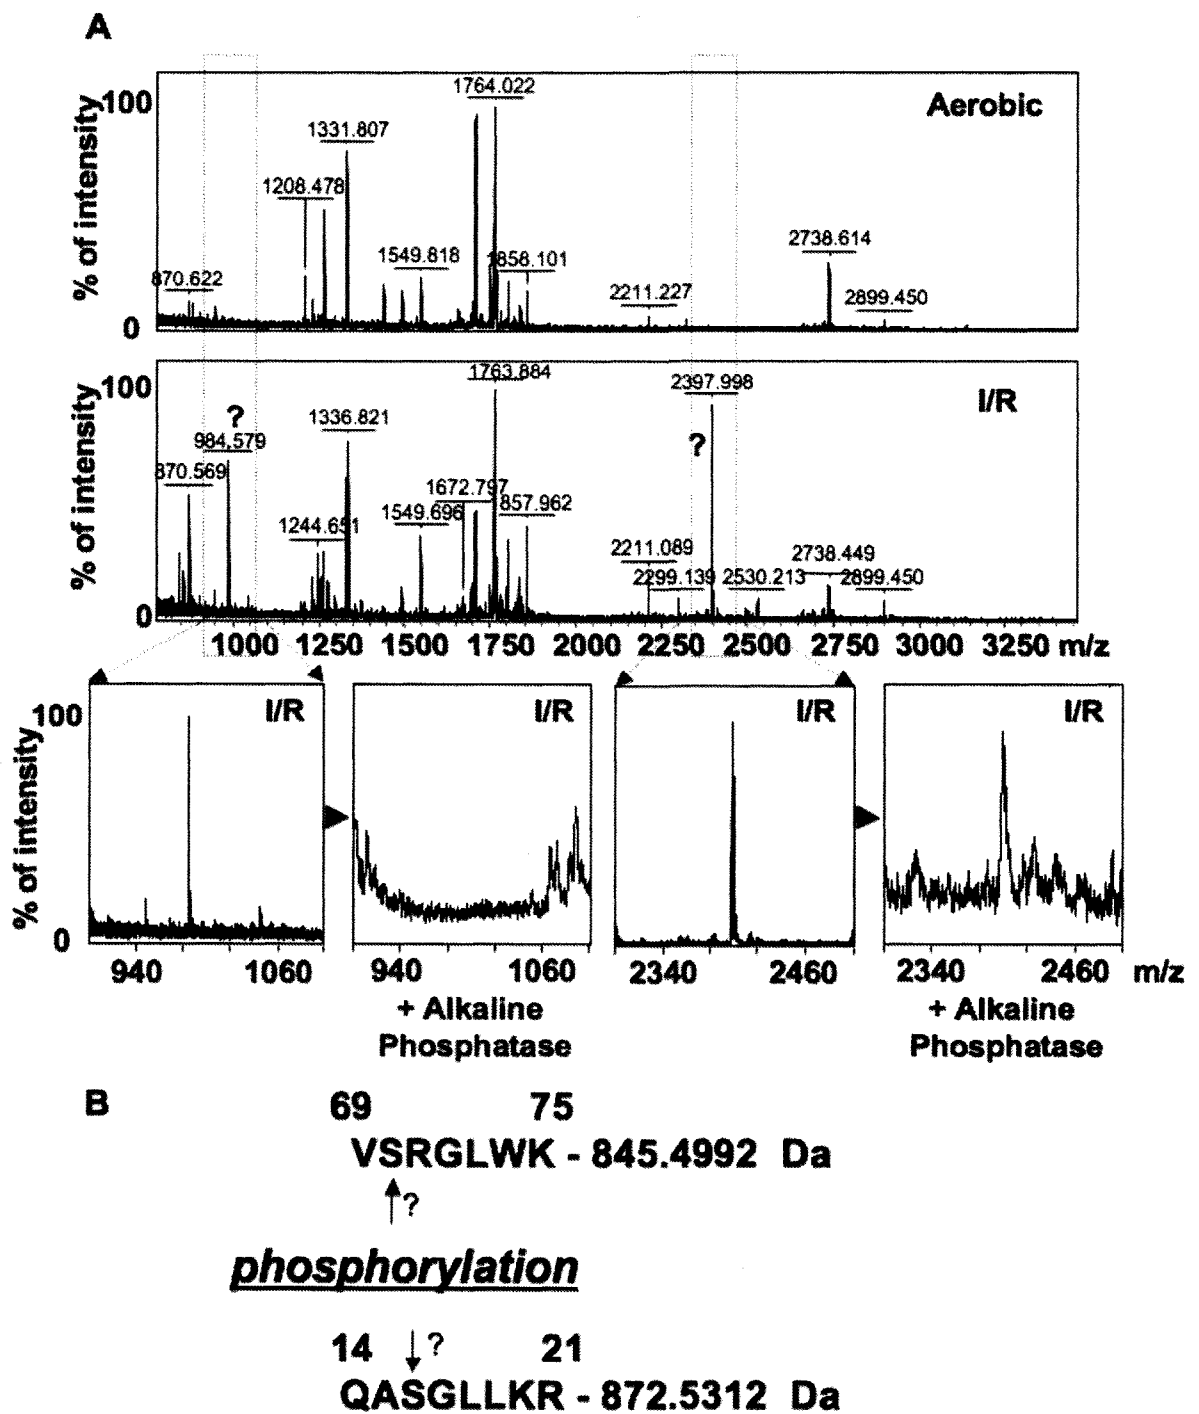 A
1764.022
100
1331.807
Aerobic
1208.478
% of intensity
2738.614
1549.818
1858.101
870.622
2211.227
2899.450
0
100
1763.884
2397.998
I/R
?
1336.821
984.579
?
870.569
1672.797
857.962
1549.696
1244.651
% of intensity
2211.089
2738.449
2299.139
2530.213
2899.450
0
1000 1250 1500 1750 2000 2250 2500 2750 3000 3250 m/z
100
I/R
I/R
I/R
I/R
% of intensity
0
940 1060
940 1060
2340 2460
2340 2460 m/z
+ Alkaline
Phosphatase
+ Alkaline
Phosphatase
B
69 75
VSRGLWK - 845.4992 Da
?
phosphorylation
14 ? 21
QASGLLKR - 872.5312 Da